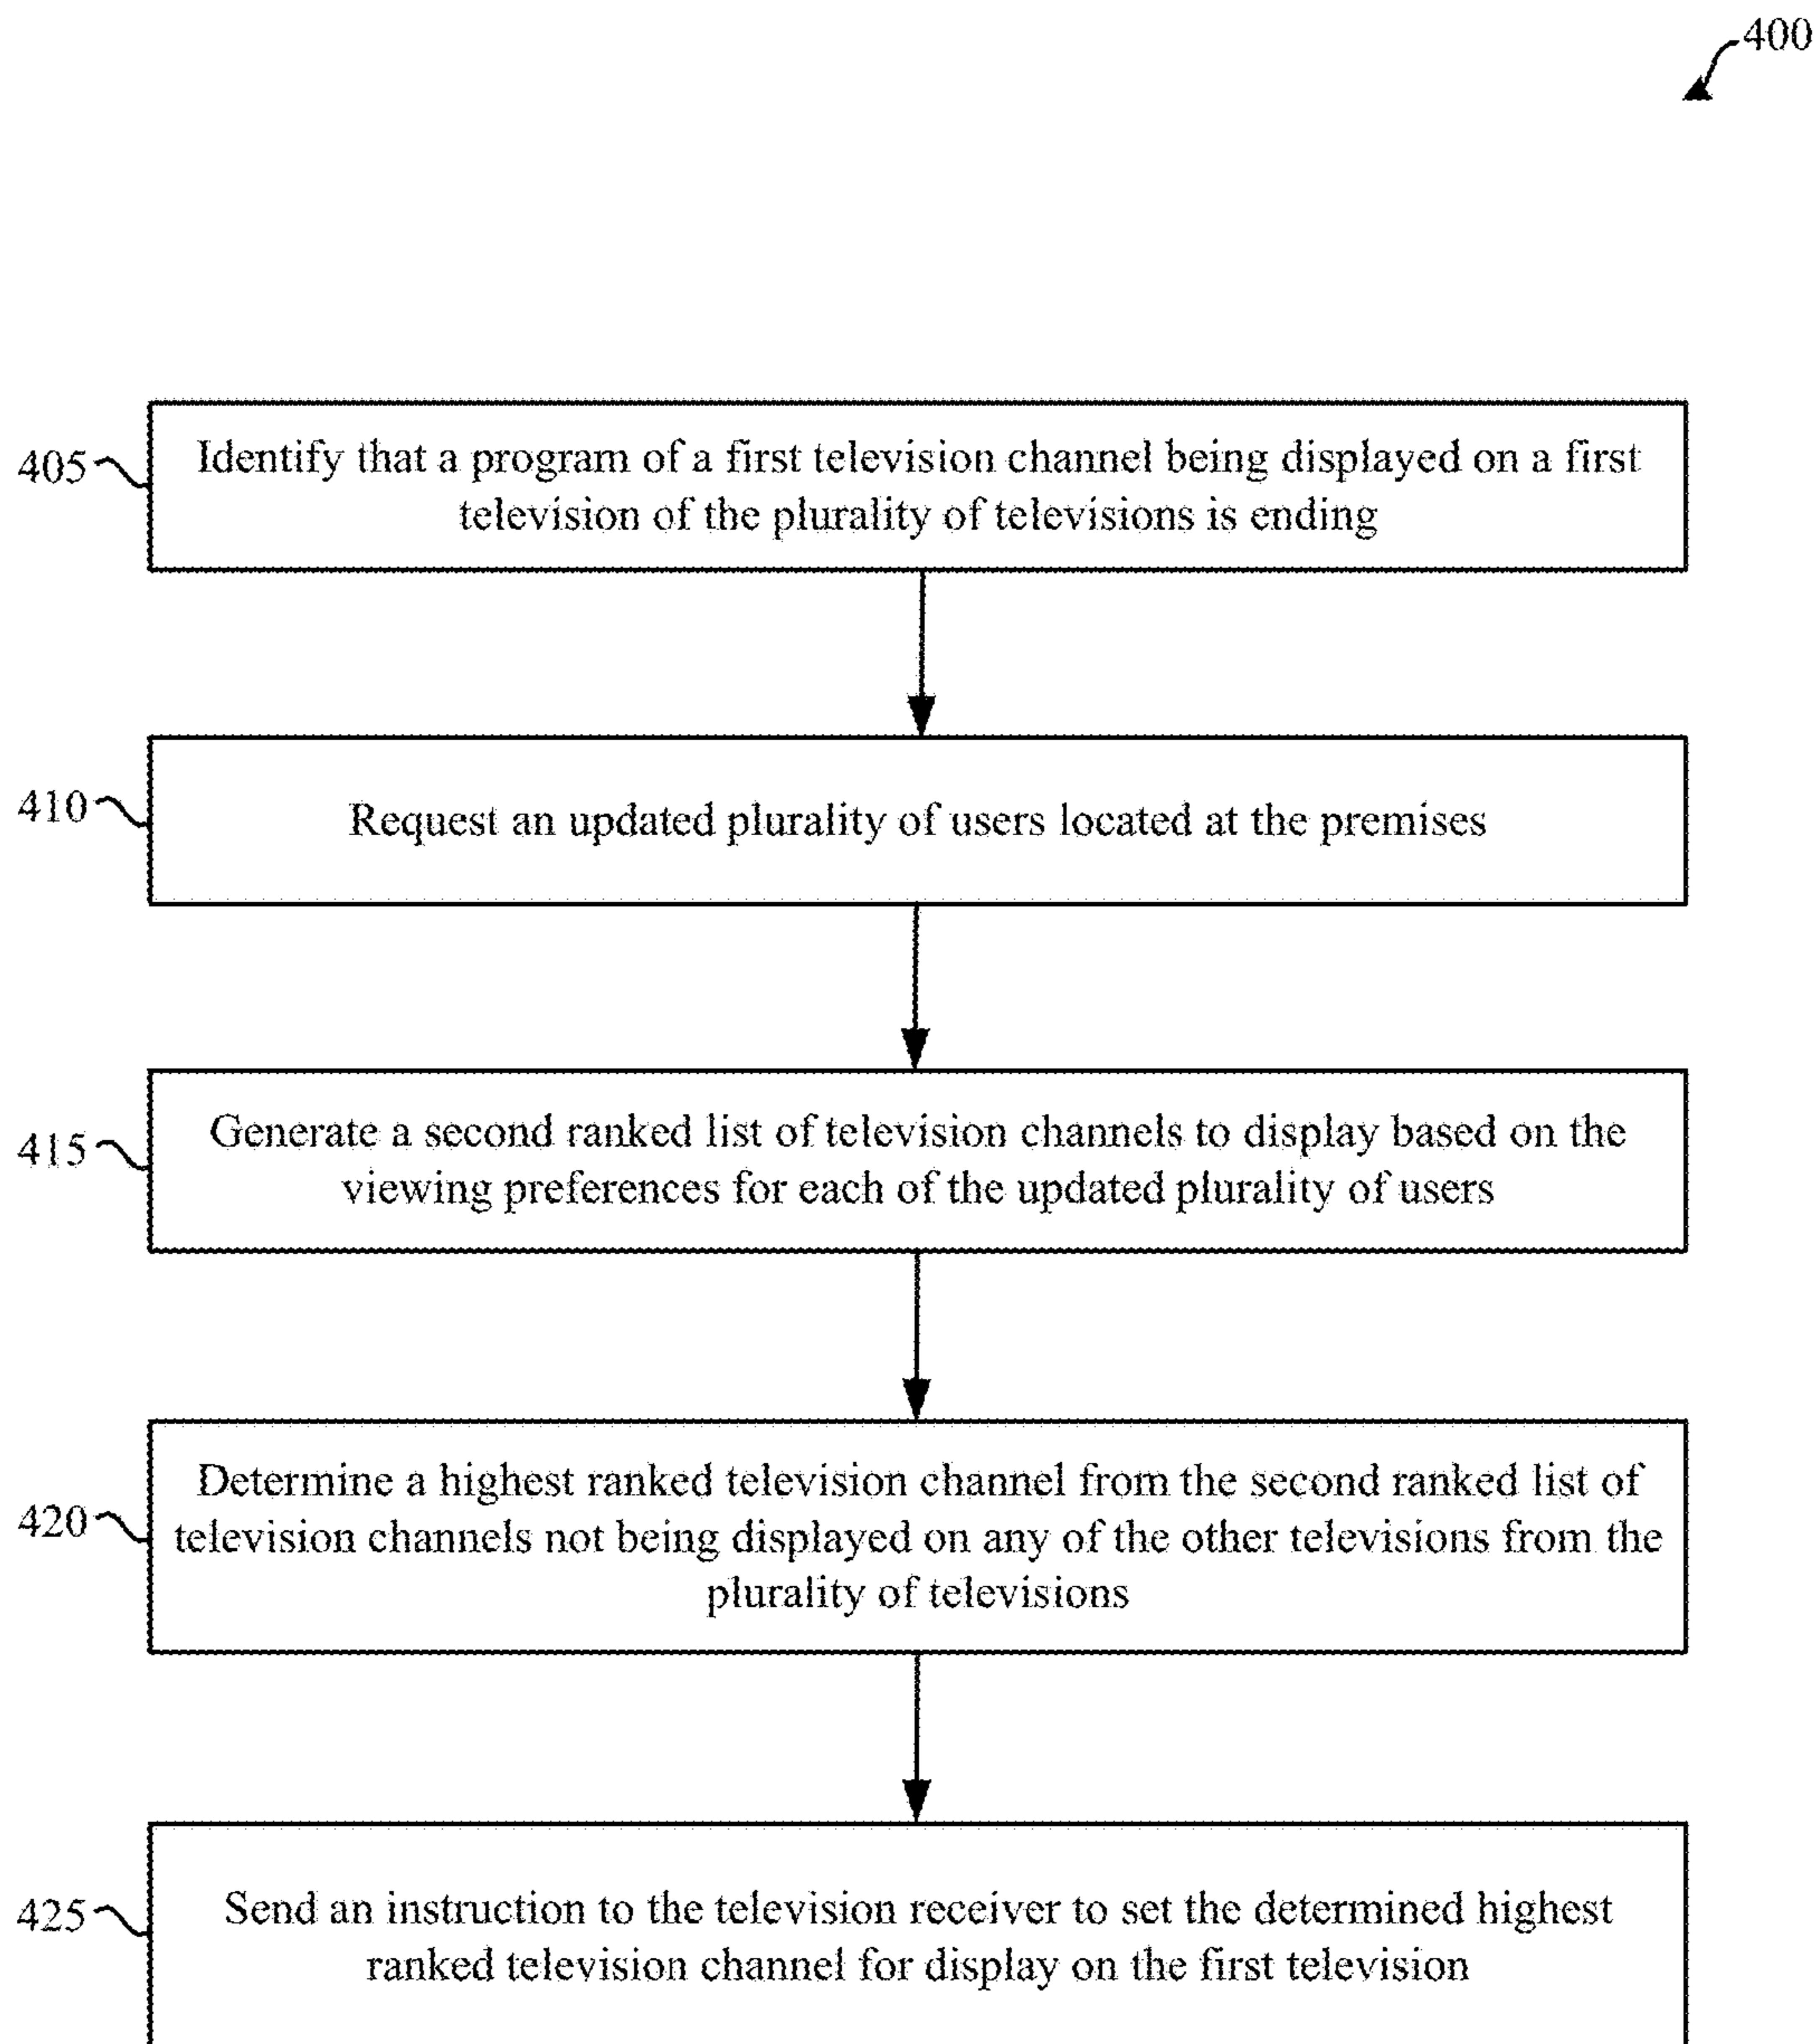 400
405
Identify that a program of a first television channel being displayed on a first
television of the plurality of televisions is ending
410
Request an updated plurality of users located at the premises
415
Generate a second ranked list of television channels to display based on the
viewing preferences for each of the updated plurality of users
420
Determine a highest ranked television channel from the second ranked list of
television channels not being displayed on any of the other televisions from the
plurality of televisions
425
Send an instruction to the television receiver to set the determined highest
ranked television channel for display on the first television